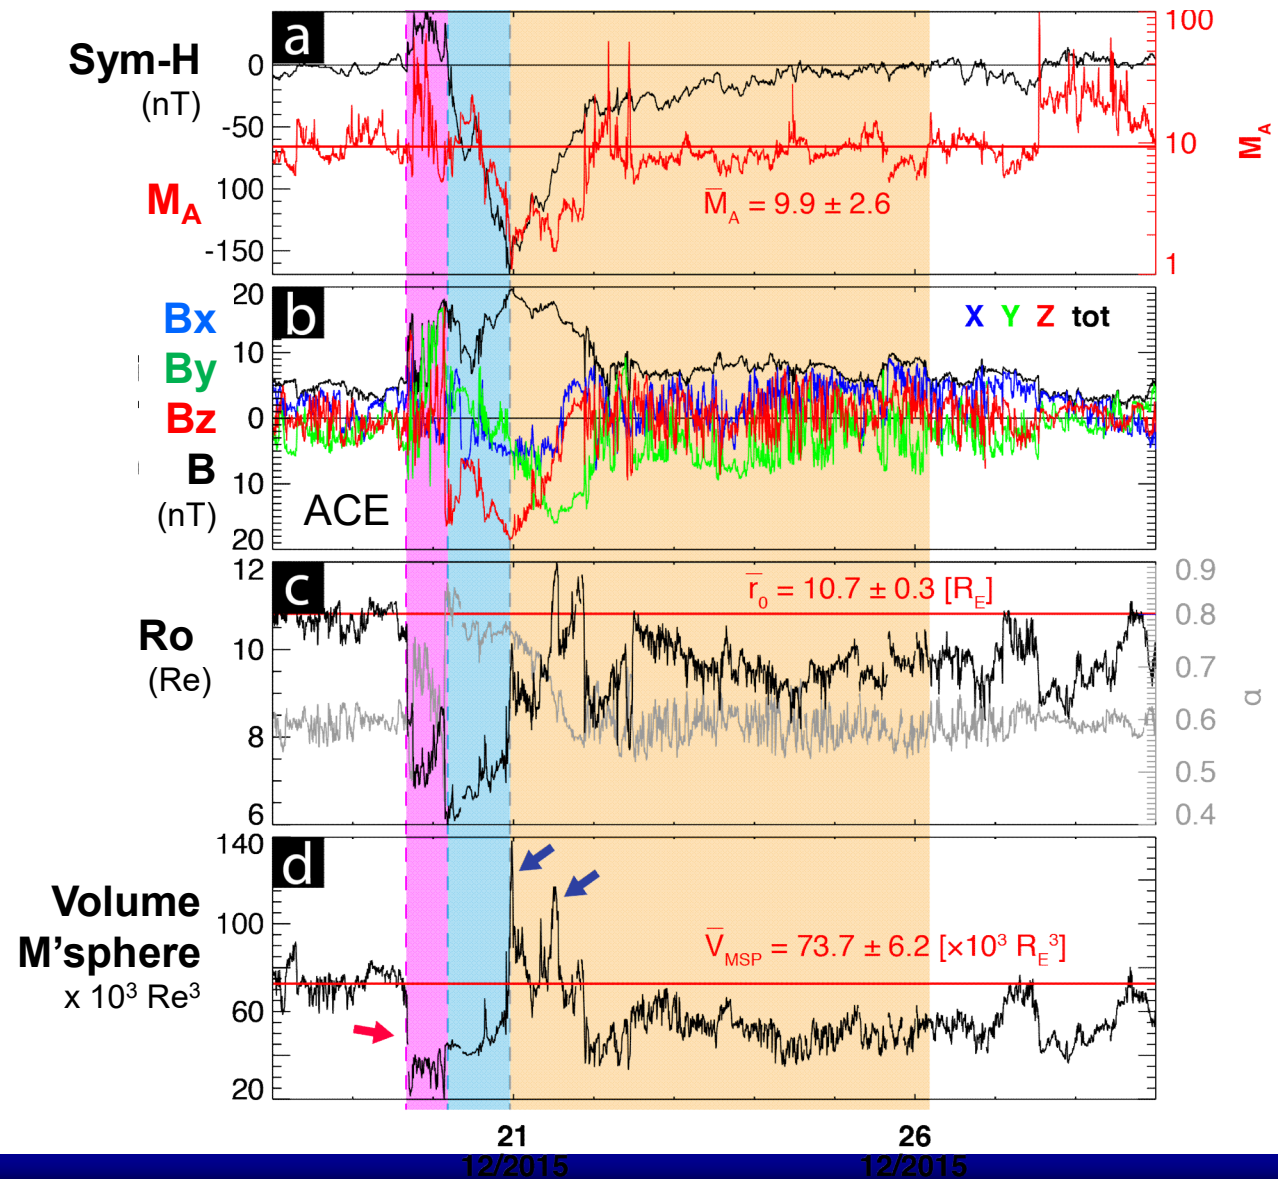 a
Sym-H
(nT)
M_A
0
-50
100
-150
100
10
1
M_A
M̅_A = 9.9 ± 2.6
b
Bx
By
Bz
B
(nT)
20
10
0
10
20
X Y Z tot
ACE
c
Ro
(Re)
12
10
8
6
r̅_0 = 10.7 ± 0.3 [R_E]
0.9
0.8
0.7
0.6
0.5
0.4
α
d
Volume
M'sphere
x 10³ Re³
140
100
60
20
V̅_MSP = 73.7 ± 6.2 [×10³ R_E³]
21 26
12/2015 12/2015